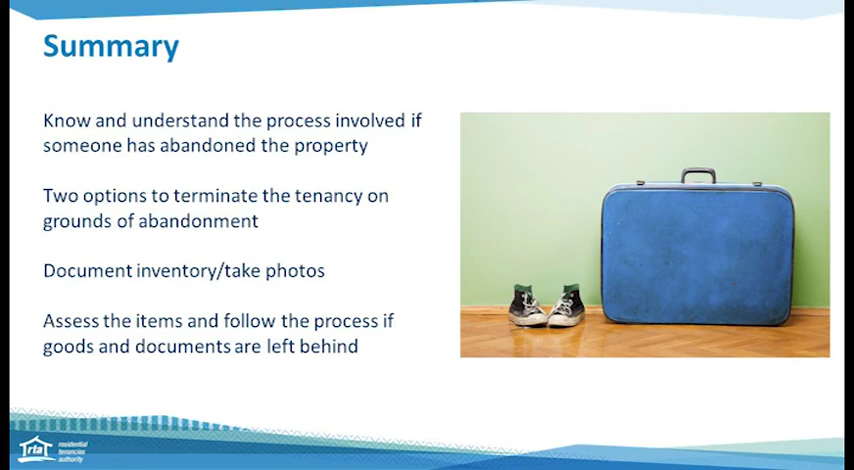 Summary
Know and understand the process involved if
someone has abandoned the property
Two options to terminate the tenancy on
grounds of abandonment
Document inventory/take photos
Assess the items and follow the process if
goods and documents are left behind
rta
residential
tenancies
authority